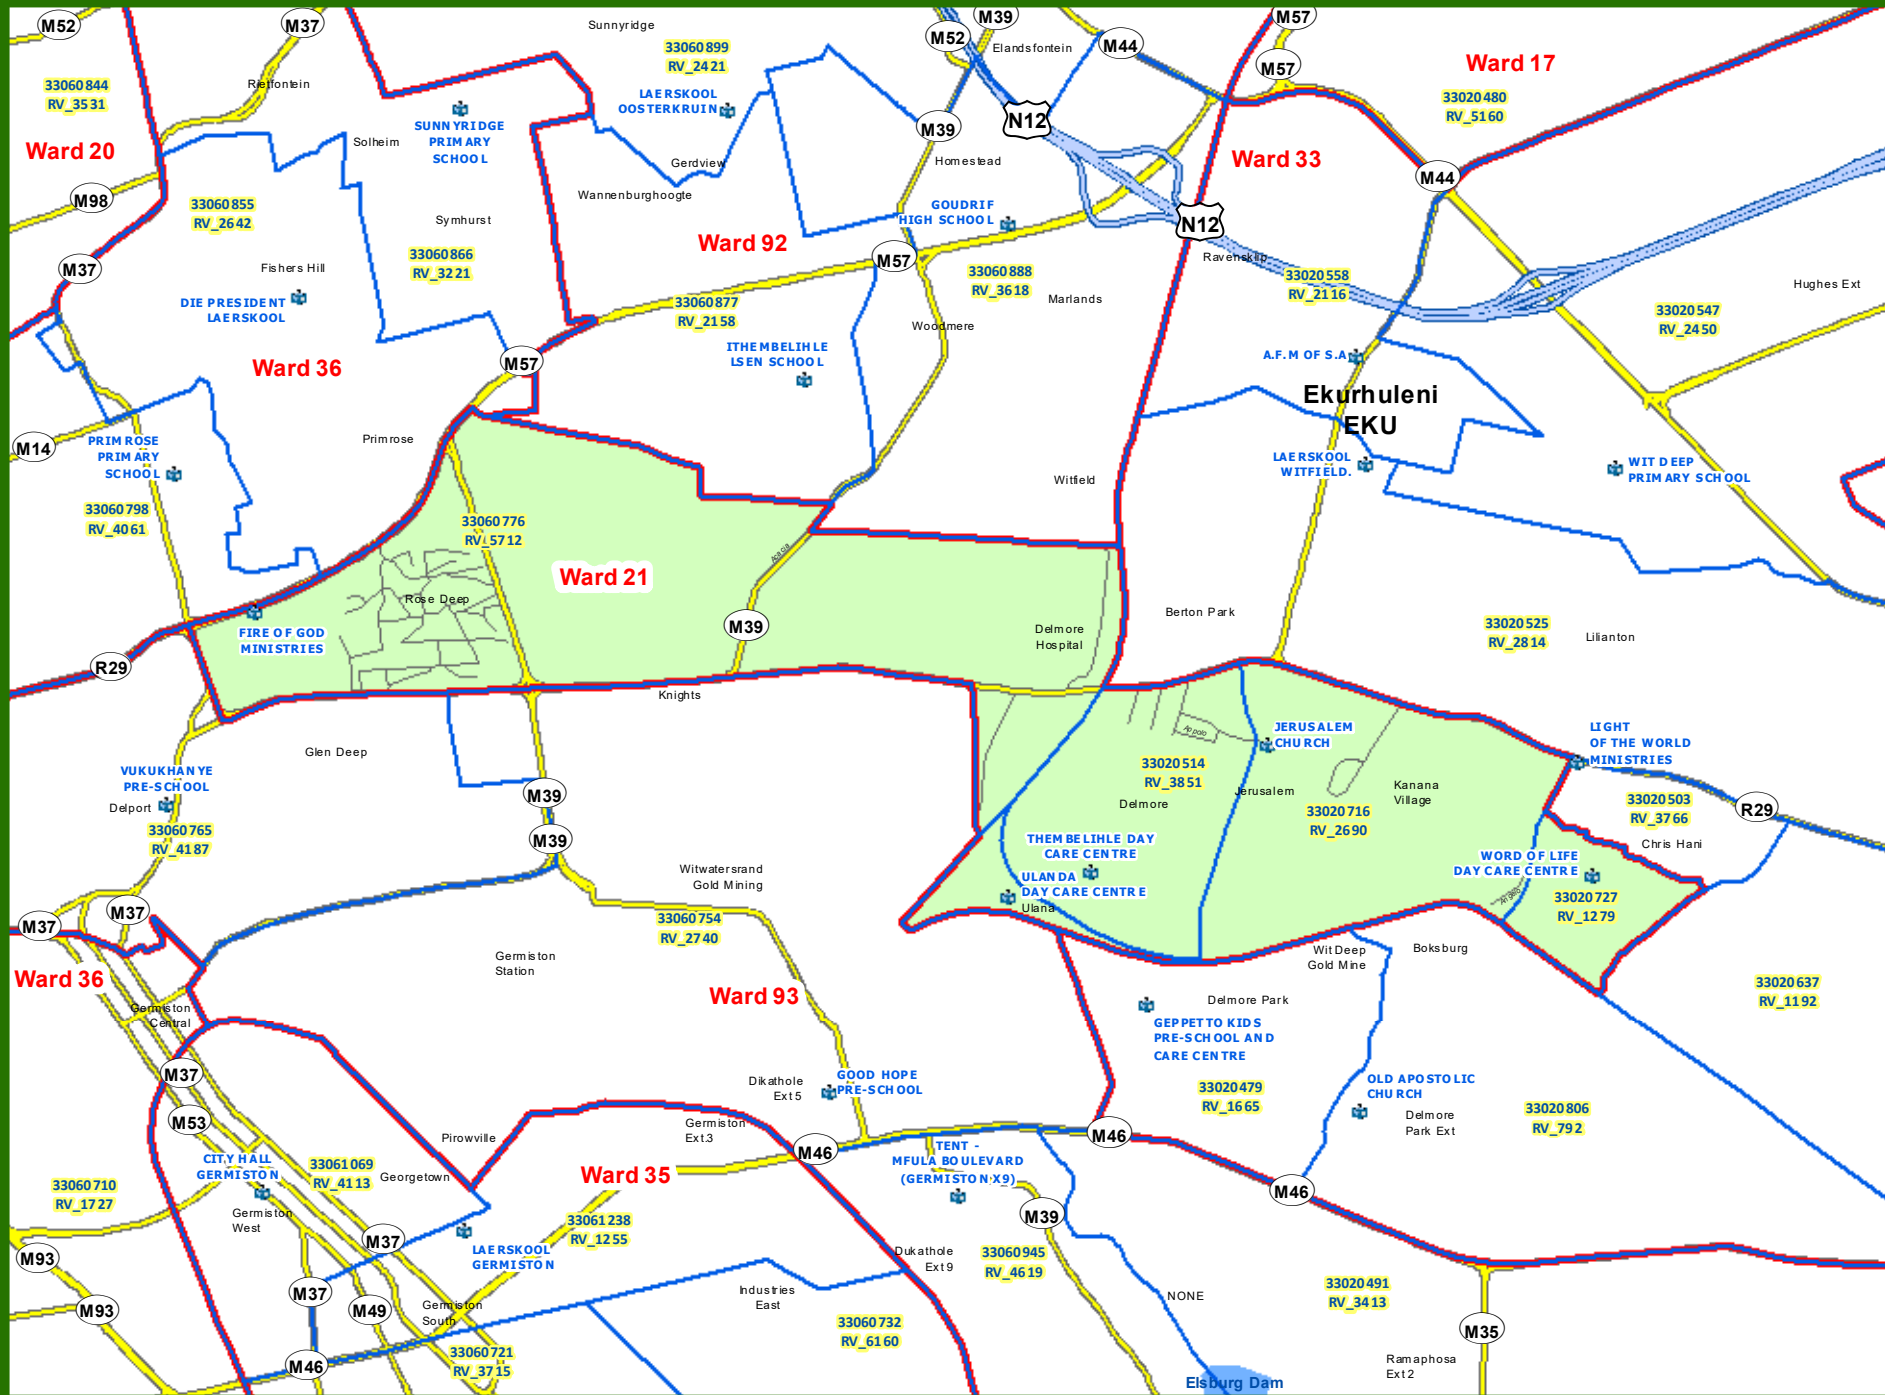 M52
M37
Sunnyridge
33060899
RV_2421
M39
M52
Elandsfontein
M44
M57
M57
Ward 17
33060844
RV_3531
Rietfontein
LAERSKOOL
OOSTERKRUIN
33020480
RV_5160
SUNNYRIDGE
PRIMARY
SCHOOL
Solheim
N12
M39
Ward 20
Gerdview
Homestead
Ward 33
M44
M98
Wannenburghoogte
33060855
RV_2642
Symhurst
GOUDRIF
HIGH SCHOOL
N12
Ward 92
33060866
RV_3221
M37
Fishers Hill
M57
33060888
RV_3618
Ravensklip
33020558
RV_2116
Hughes Ext
DIE PRESIDENT
LAERSKOOL
33060877
RV_2158
Marlands
33020547
RV_2450
Woodmere
ITHEMBELIHLE
LSEN SCHOOL
A.F.M OF S.A
Ward 36
M57
Ekurhuleni
EKU
M14
PRIMROSE
PRIMARY
SCHOOL
Primrose
LAERSKOOL
WITFIELD.
WIT DEEP
PRIMARY SCHOOL
Witfield
33060798
RV_4061
33060776
RV_5712
Acacia
Ward 21
Rose Deep
Berton Park
M39
Delmore
Hospital
33020525
RV_2814
Lilianton
FIRE OF GOD
MINISTRIES
R29
Knights
Glen Deep
Appolo
JERUSALEM
CHURCH
LIGHT
OF THE WORLD
MINISTRIES
VUKUKHANYE
PRE-SCHOOL
33020514
RV_3851
Delport
M39
Delmore
Jerusalem
Kanana
Village
33020503
RV_3766
R29
33060765
RV_4187
M39
33020716
RV_2690
Chris Hani
THEMBELIHLE DAY
CARE CENTRE
WORD OF LIFE
DAY CARE CENTRE
Witwatersrand
Gold Mining
ULANDA
DAY CARE CENTRE
Ulana
33020727
RV_1279
M37
M37
33060754
RV_2740
Germiston
Station
Wit Deep
Gold Mine
Boksburg
Ward 36
Ward 93
33020637
RV_1192
Germiston
Central
Delmore Park
GEPPETTO KIDS
PRE-SCHOOL AND
CARE CENTRE
M37
Dikathole
Ext 5
GOOD HOPE
PRE-SCHOOL
33020479
RV_1665
OLD APOSTOLIC
CHURCH
Delmore
Park Ext
33020806
RV_792
M53
Pirowville
Germiston
Ext.3
M46
M46
TENT -
MFULA BOULEVARD
(GERMISTON X9)
CITY HALL
GERMISTON
33061069
RV_4113
Georgetown
Ward 35
33060710
RV_1727
M46
Germiston
West
M37
33061238
RV_1255
M39
LAERSKOOL
GERMISTON
M93
Dukathole
Ext 9
33060945
RV_4619
M37
M49
M93
Germiston
South
Industries
East
NONE
33020491
RV_3413
33060732
RV_6160
M35
M46
33060721
RV_3715
Ramaphosa
Ext 2
Elsburg Dam